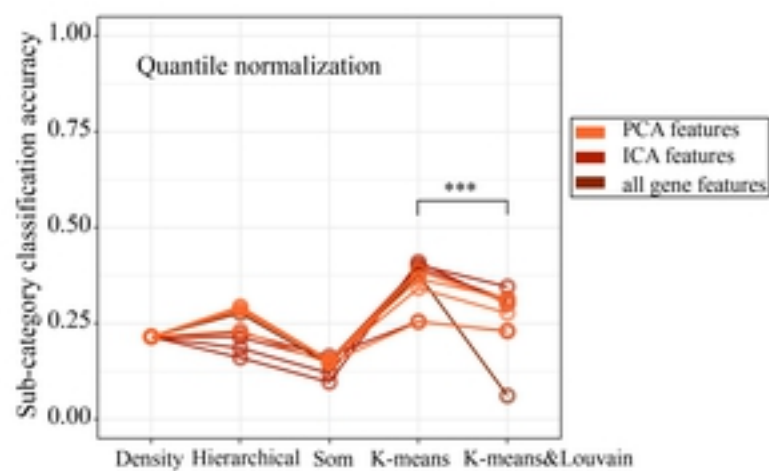 Sub-category classification accuracy
1.00
0.75
0.50
0.25
0.00
Quantile normalization
***
Density Hierarchical Som K-means K-means&Louvain
PCA features
ICA features
all gene features